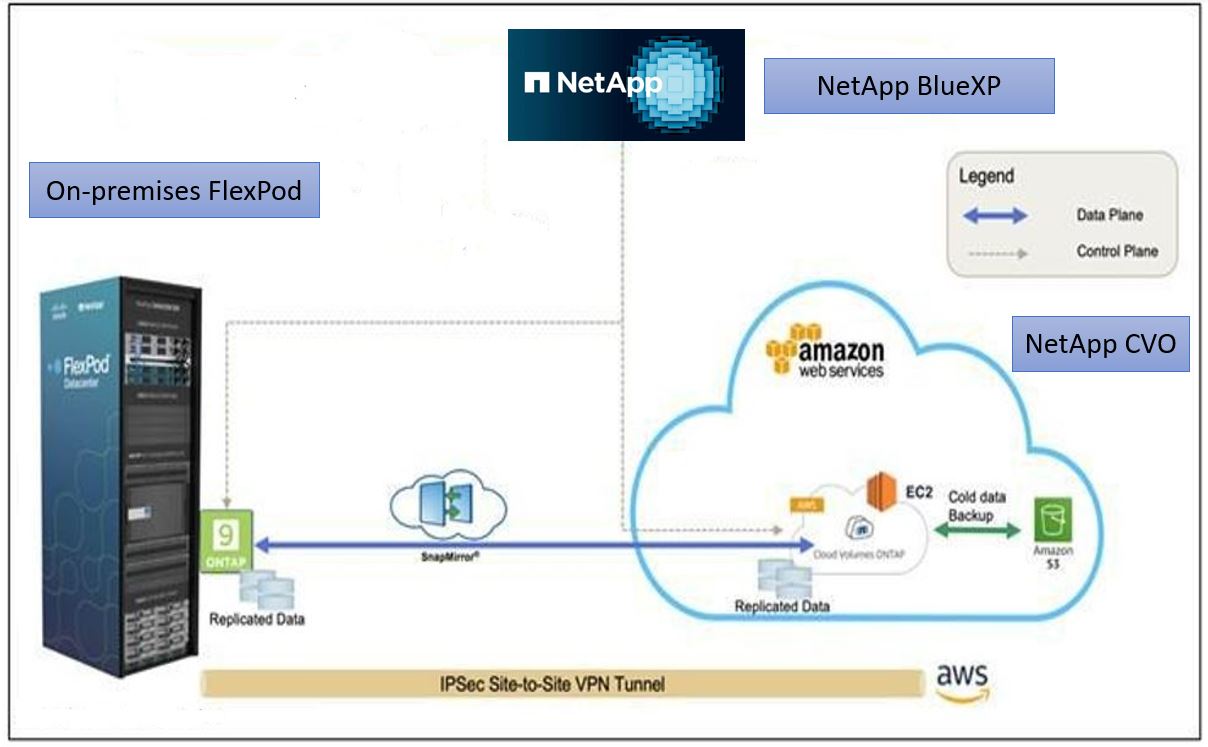 NetApp
NetApp BlueXP
On-premises FlexPod
Legend
Data Plane
Control Plane
NetApp CVO
amazon
web services
FlexPod
Datacenter
AWS
EC2
Cold data
Backup
9
ONTAP
SnapMirror®
Cloud Volumes ONTAP
Amazon
S3
Replicated Data
Replicated Data
IPSec Site-to-Site VPN Tunnel
aws